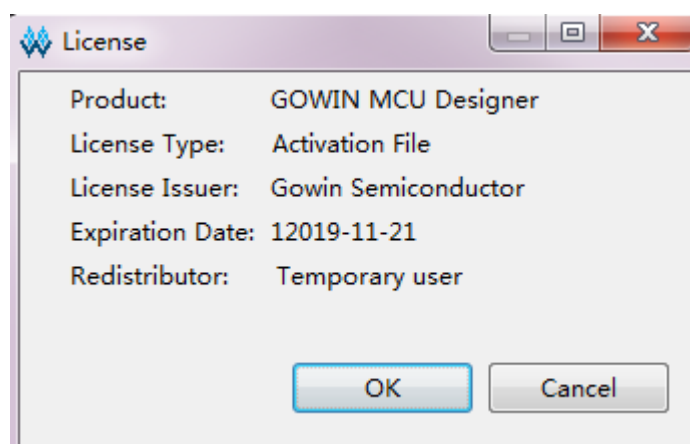 License
Product: GOWIN MCU Designer
License Type: Activation File
License Issuer: Gowin Semiconductor
Expiration Date: 12019-11-21
Redistributor: Temporary user
OK Cancel